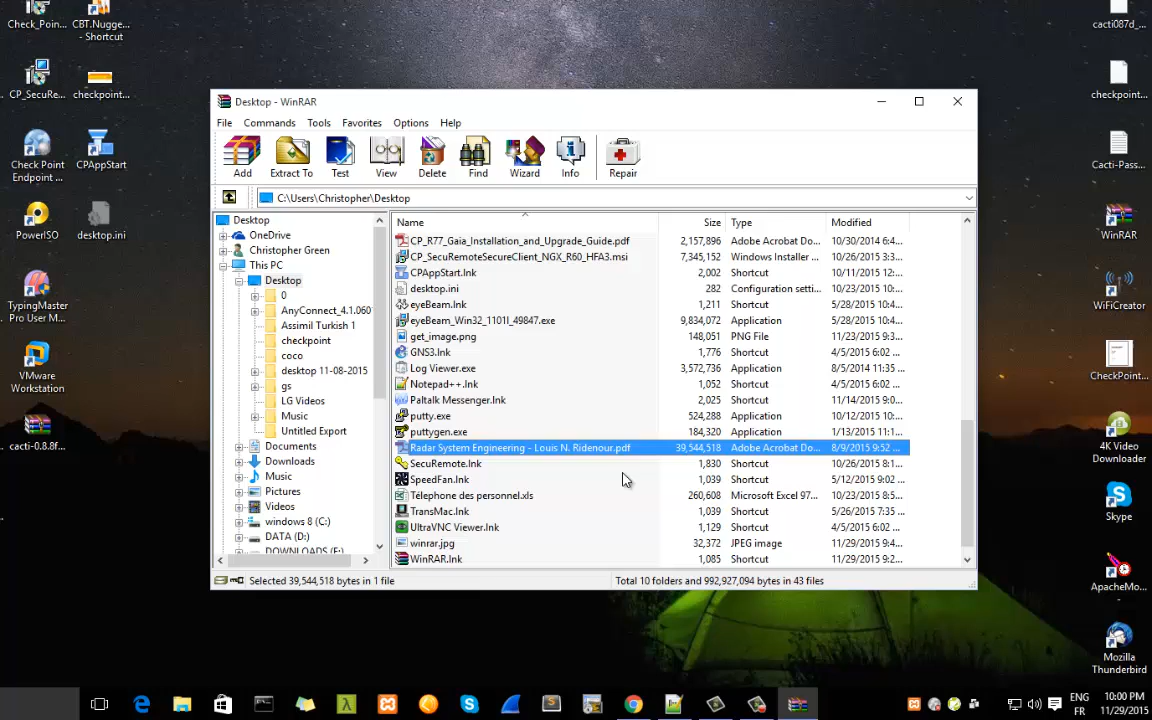 Check_Poin...
CBT.Nugge...
- Shortcut
cacti087d_...
CP_SecuRe...
checkpoint...
checkpoint...
Check Point
Endpoint ...
CPAppStart
Cacti-Pass...
PowerISO
desktop.ini
WinRAR
TypingMaster
Pro User M...
WiFiCreator
VMware
Workstation
CheckPoint...
cacti-0.8.8f...
4K Video
Downloader
Skype
ApacheMo...
-
Mozilla
Thunderbird
Desktop - WinRAR
File Commands Tools Favorites Options Help
Add Extract To Test View Delete Find Wizard Info Repair
C:\Users\Christopher\Desktop
Desktop
OneDrive
Christopher Green
This PC
Desktop
0
AnyConnect_4.1.060
Assimil Turkish 1
checkpoint
coco
desktop 11-08-2015
gs
LG Videos
Music
Untitled Export
Documents
Downloads
Music
Pictures
Videos
windows 8 (C:)
DATA (D:)
DOWNLOADS (E:)
Name Size Type Modified
CP_R77_Gaia_Installation_and_Upgrade_Guide.pdf 2,157,896 Adobe Acrobat Do... 10/30/2014 6:4...
CP_SecuRemoteSecureClient_NGX_R60_HFA3.msi 7,345,152 Windows Installer ... 10/26/2015 3:3...
CPAppStart.lnk 2,002 Shortcut 10/11/2015 12:...
desktop.ini 282 Configuration setti... 10/23/2015 9:4...
eyeBeam.lnk 1,211 Shortcut 5/28/2015 10:4...
eyeBeam_Win32_1101l_49847.exe 9,834,072 Application 5/28/2015 10:4...
get_image.png 148,051 PNG File 11/23/2015 9:3...
GNS3.lnk 1,776 Shortcut 4/5/2015 6:02 ...
Log Viewer.exe 3,572,736 Application 8/5/2014 11:35...
Notepad++.lnk 1,052 Shortcut 4/5/2015 6:02 ...
Paltalk Messenger.lnk 2,025 Shortcut 11/14/2015 9:0...
putty.exe 524,288 Application 10/12/2015 10:...
puttygen.exe 184,320 Application 1/13/2015 11:1...
Radar System Engineering - Louis N. Ridenour.pdf 39,544,518 Adobe Acrobat Do... 8/9/2015 9:52 ...
SecuRemote.lnk 1,830 Shortcut 10/26/2015 8:1...
SpeedFan.lnk 1,039 Shortcut 5/12/2015 6:03...
Télephone des personnel.xls 260,608 Microsoft Excel 97... 10/23/2015 8:5...
TransMac.lnk 1,039 Shortcut 5/26/2015 7:35...
UltraVNC Viewer.lnk 1,129 Shortcut 4/5/2015 6:02 ...
winrar.jpg 32,372 JPEG image 11/29/2015 9:4...
WinRAR.lnk 1,085 Shortcut 11/29/2015 9:2...
Selected 39,544,518 bytes in 1 file Total 10 folders and 992,927,094 bytes in 43 files
ENG
FR
10:00 PM
11/29/2015